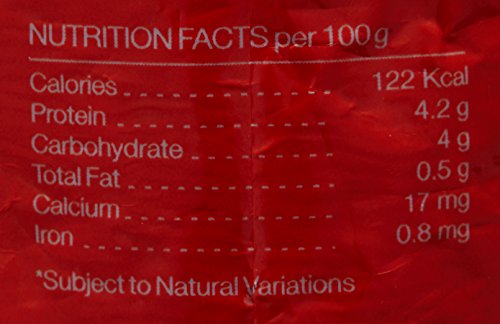 NUTRITION FACTS per 100g
Calories 122 Kcal
Protein 4.2 g
Carbohydrate 4 g
Total Fat 0.5 g
Calcium 17 mg
Iron 0.8 mg
*Subject to Natural Variations